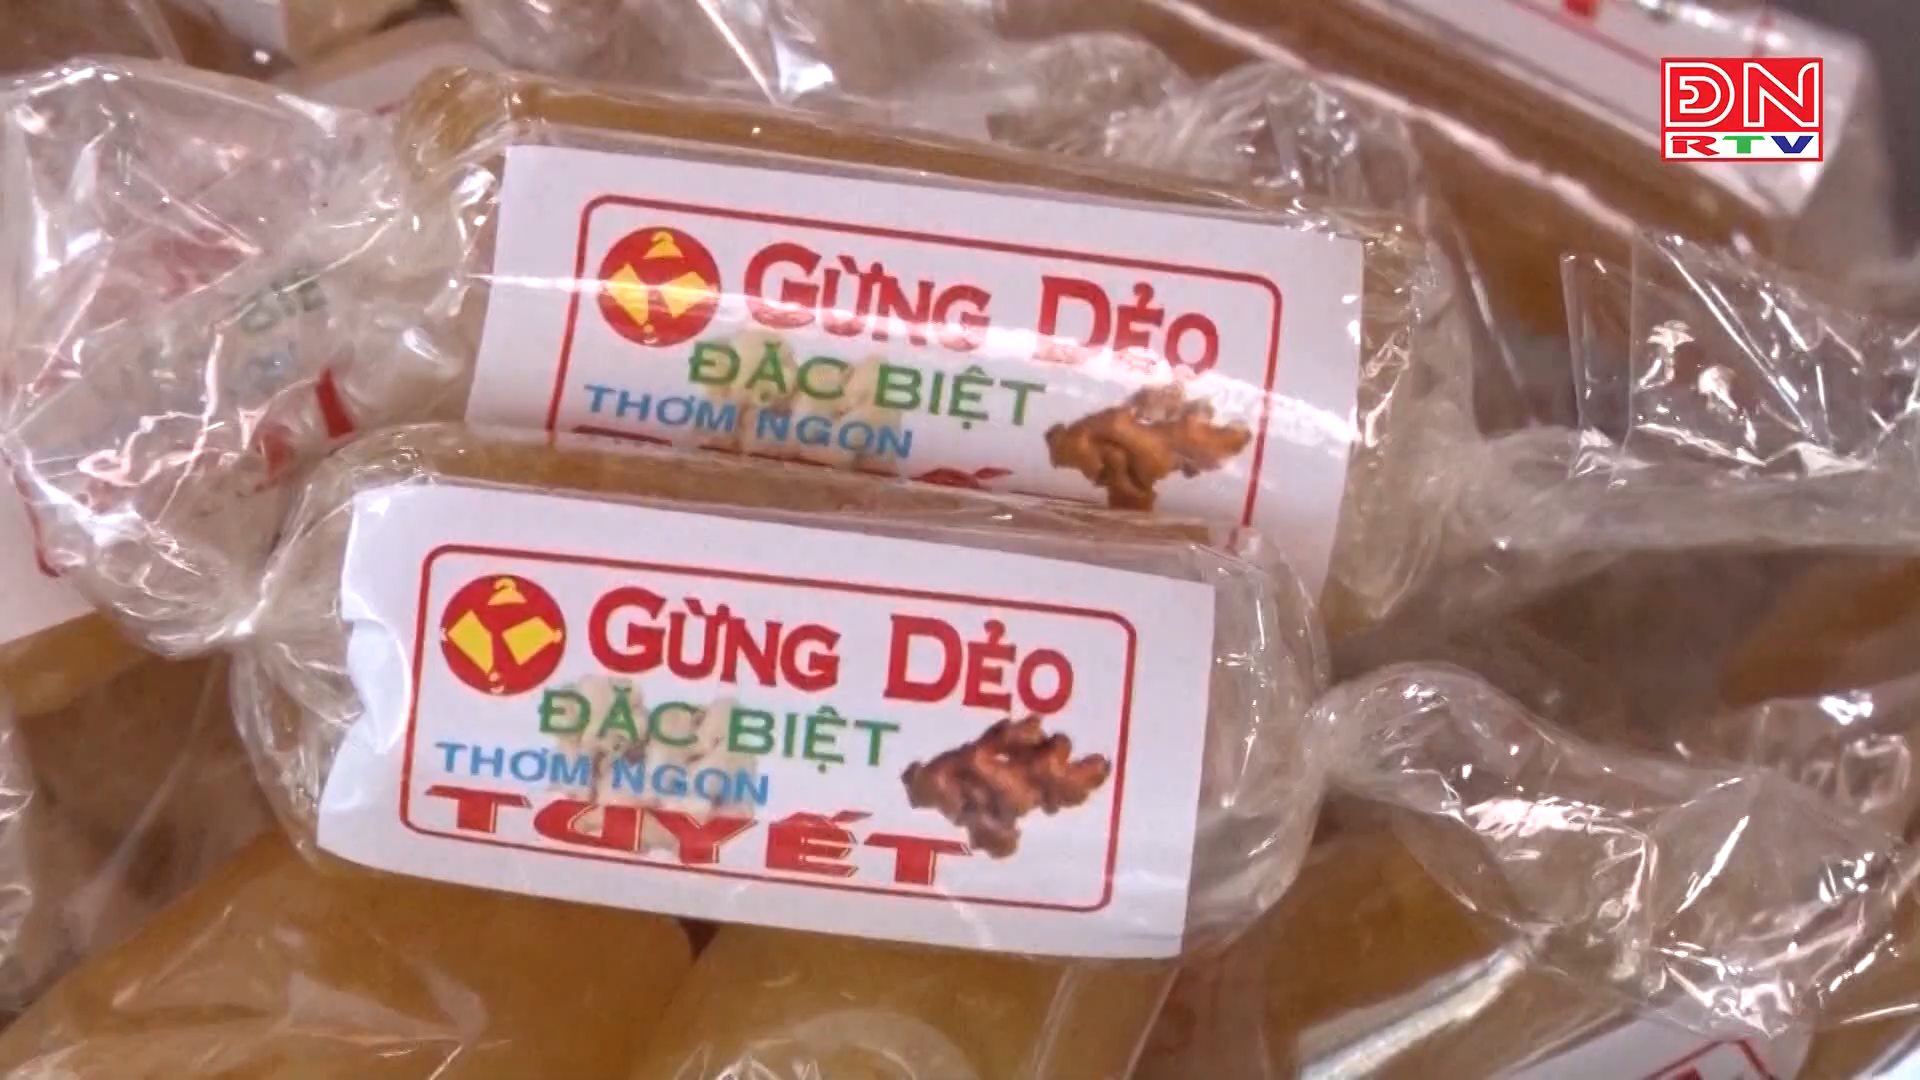 ĐN
RTV
GỪNG DẺO
ĐẶC BIỆT
THƠM NGON
GỪNG DẺO
ĐẶC BIỆT
THƠM NGON
TUYẾT